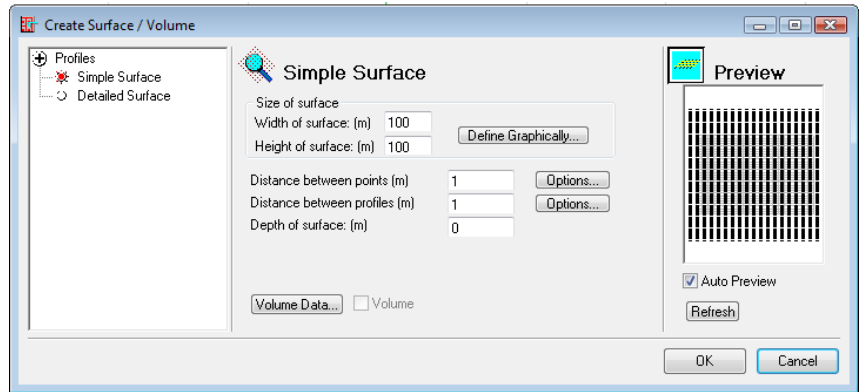 Create Surface / Volume
Profiles
Simple Surface
Detailed Surface
Simple Surface
Size of surface
Width of surface: (m) 100
Height of surface: (m) 100
Define Graphically...
Distance between points (m) 1 Options...
Distance between profiles (m) 1 Options...
Depth of surface: (m) 0
Volume Data... Volume
Preview
Auto Preview
Refresh
OK Cancel